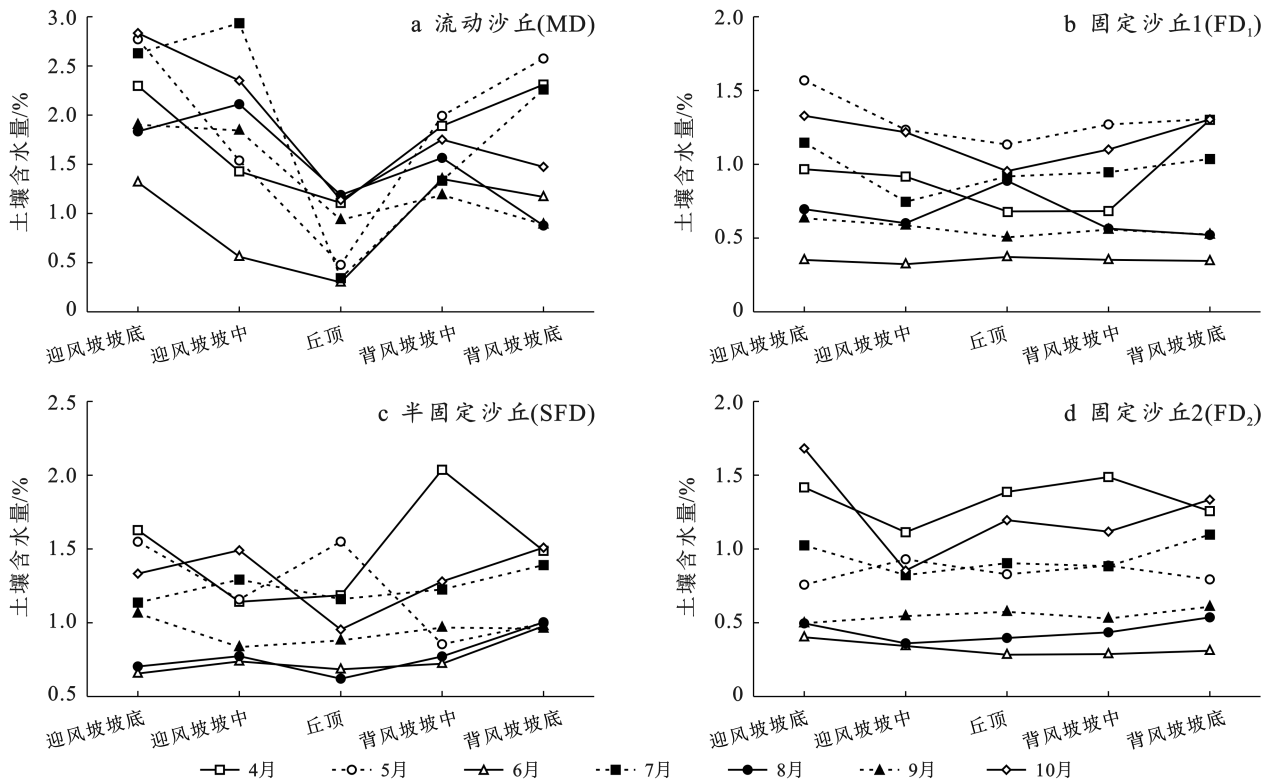 a 流动沙丘(MD)
土壤含水量/%
3.0
2.5
2.0
1.5
1.0
0.5
0
迎风坡坡底 迎风坡坡中 丘顶 背风坡坡中 背风坡坡底
b 固定沙丘1(FD₁)
土壤含水量/%
2.0
1.5
1.0
0.5
0
迎风坡坡底 迎风坡坡中 丘顶 背风坡坡中 背风坡坡底
c 半固定沙丘(SFD)
土壤含水量/%
2.5
2.0
1.5
1.0
0.5
迎风坡坡底 迎风坡坡中 丘顶 背风坡坡中 背风坡坡底
d 固定沙丘2(FD₂)
土壤含水量/%
2.0
1.5
1.0
0.5
0
迎风坡坡底 迎风坡坡中 丘顶 背风坡坡中 背风坡坡底
4月 5月 6月 7月 8月 9月 10月